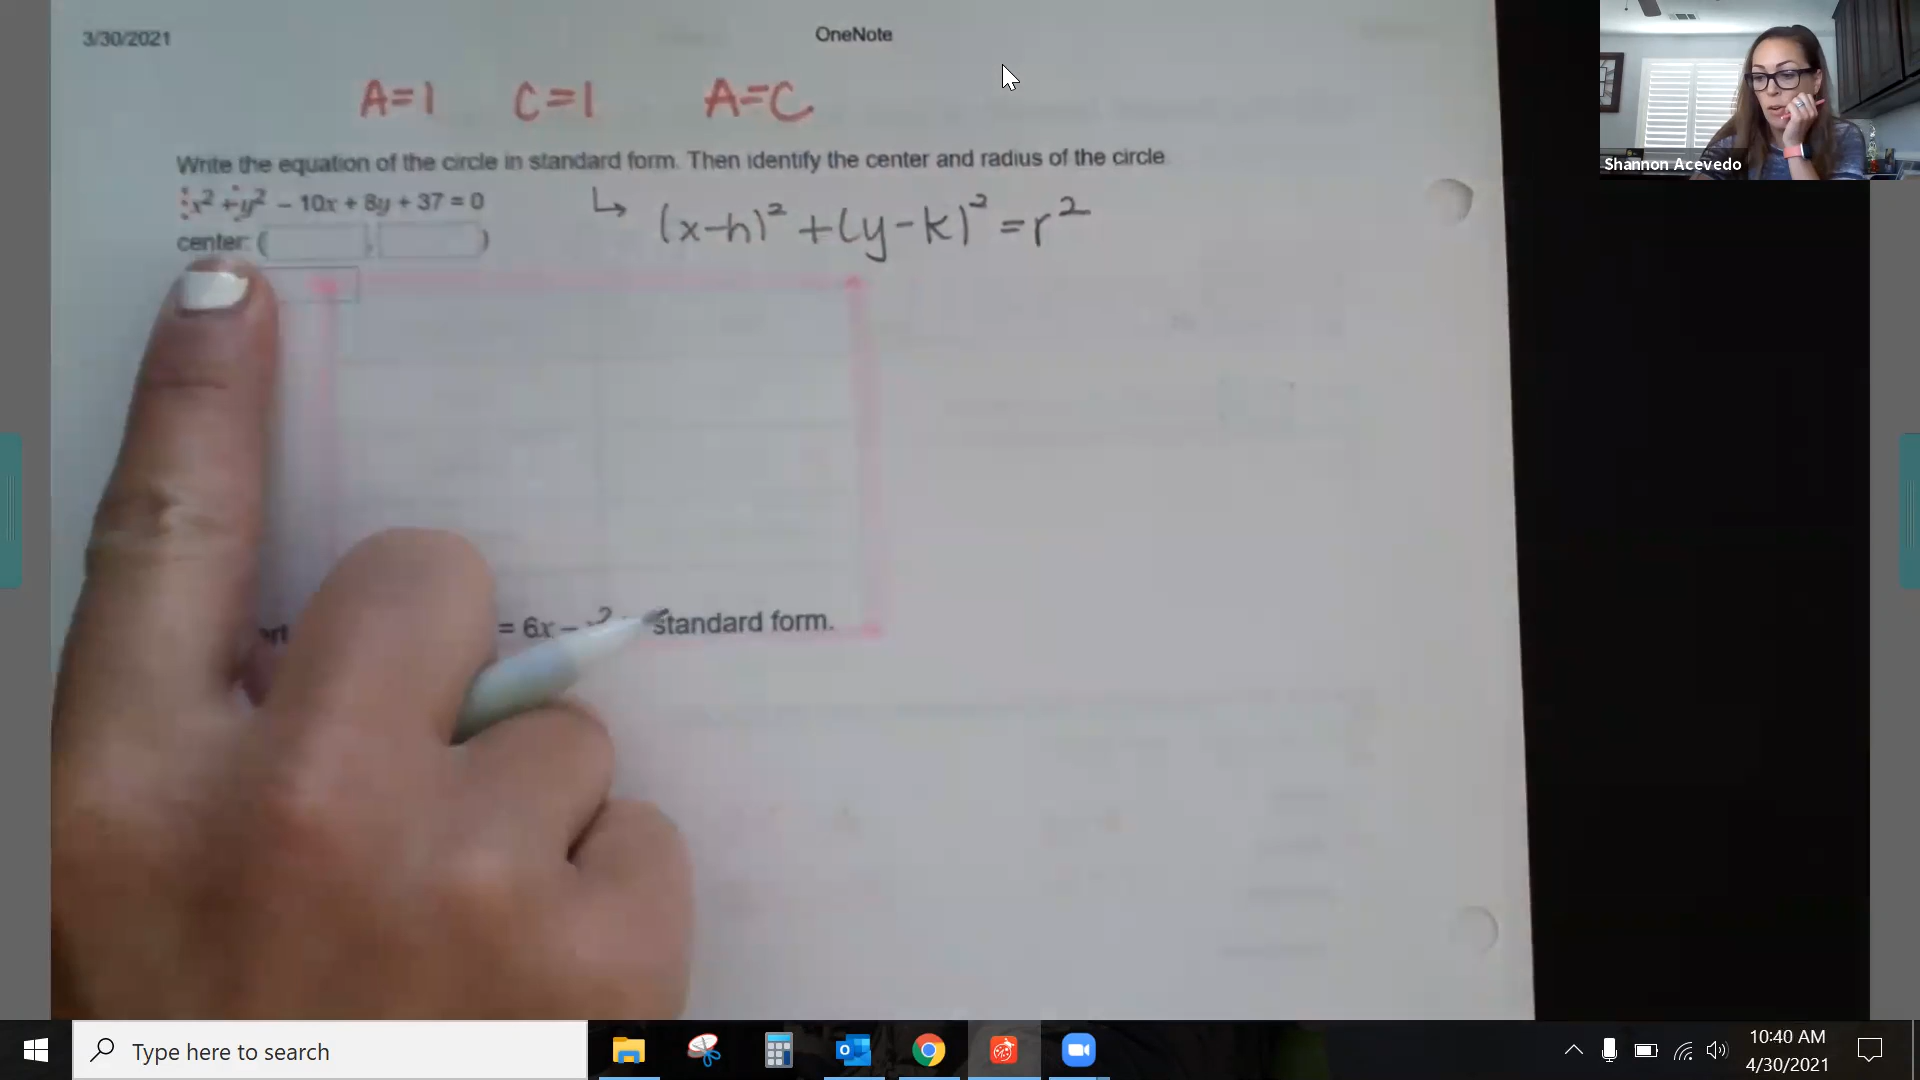 3/30/2021
OneNote
A=1 C=1 A=C
Write the equation of the circle in standard form. Then identify the center and radius of the circle
x² + y² − 10x + 8y + 37 = 0
↳ (x-h)² + (y-k)² = r²
center: ( , )
= 6x − standard form.
Shannon Acevedo
Type here to search
10:40 AM
4/30/2021